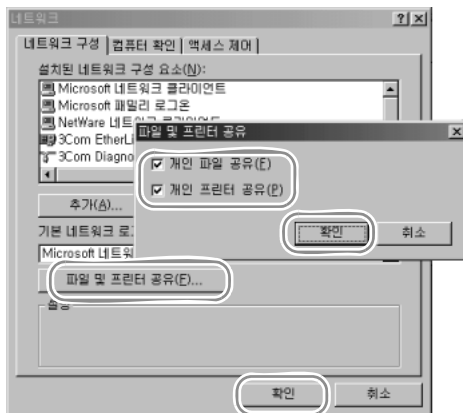 네트워크
네트워크 구성 컴퓨터 확인 액세스 제어
설치된 네트워크 구성 요소(N):
Microsoft 네트워크 클라이언트
Microsoft 패밀리 로그온
NetWare 네트워크 클라이언트
3Com EtherLi
3Com Diagno
추가(A)...
기본 네트워크 로
Microsoft 네트워
파일 및 프린터 공유(F)...
설명
확인 취소
파일 및 프린터 공유
개인 파일 공유(F)
개인 프린터 공유(P)
확인 취소